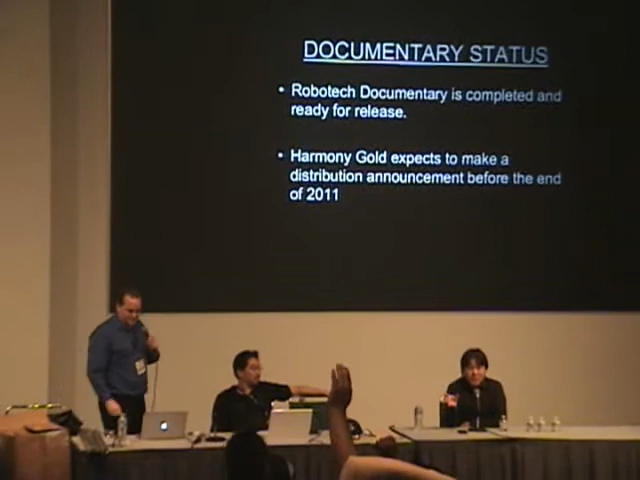 DOCUMENTARY STATUS
• Robotech Documentary is completed and
ready for release.
• Harmony Gold expects to make a
distribution announcement before the end
of 2011